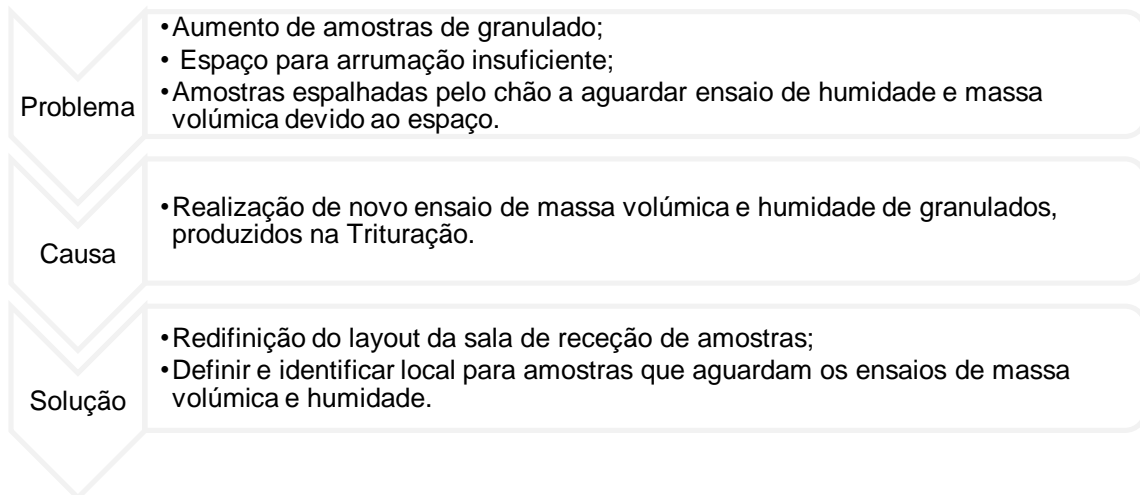 Problema
•Aumento de amostras de granulado;
• Espaço para arrumação insuficiente;
•Amostras espalhadas pelo chão a aguardar ensaio de humidade e massa
volúmica devido ao espaço.
Causa
•Realização de novo ensaio de massa volúmica e humidade de granulados,
produzidos na Trituração.
Solução
•Redifinição do layout da sala de receção de amostras;
•Definir e identificar local para amostras que aguardam os ensaios de massa
volúmica e humidade.